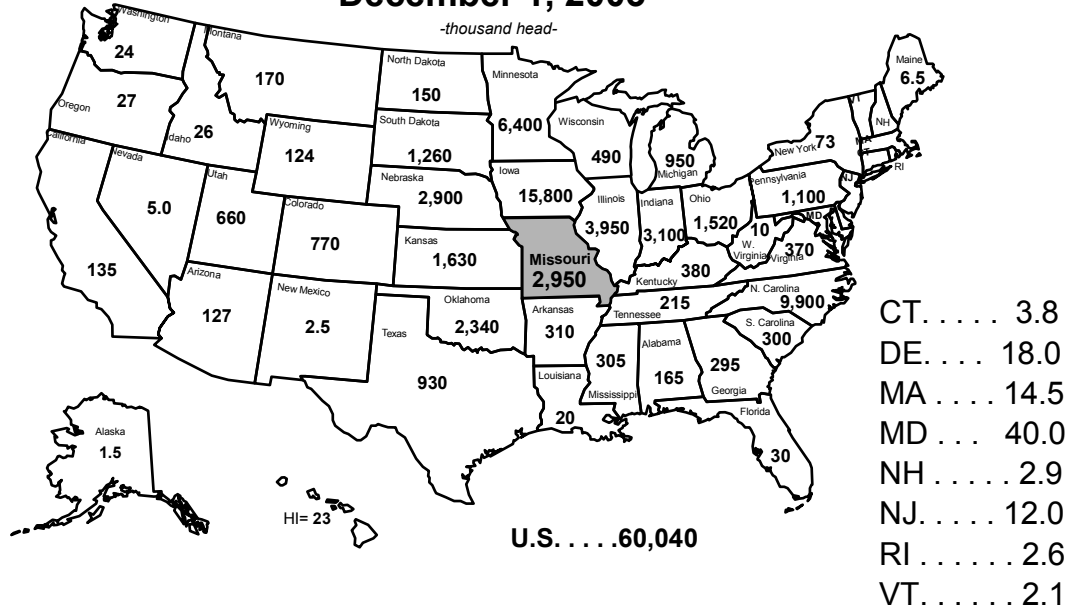 -thousand head-
Washington
24
Montana
170
North Dakota
150
Minnesota
6,400
Maine
6.5
Oregon
27
Idaho
26
Wyoming
124
South Dakota
1,260
Wisconsin
490
950
Michigan
New York 73
VT
NH
MA
CT
RI
California
135
Nevada
5.0
Utah
660
Colorado
770
Nebraska
2,900
Iowa
15,800
Illinois
3,950
Indiana
3,100
Ohio
1,520
Pennsylvania
1,100
NJ
MD
10
W.
Virginia
Virginia
370
Kansas
1,630
Missouri
2,950
Kentucky
380
Arizona
127
New Mexico
2.5
Oklahoma
2,340
Texas
930
Arkansas
310
Tennessee
215
N. Carolina
9,900
S. Carolina
300
Louisiana
20
305
Mississippi
Alabama
165
295
Georgia
Florida
30
Alaska
1.5
HI= 23
U.S. . . . .60,040
CT. . . . . 3.8
DE. . . . 18.0
MA . . . . 14.5
MD . . . 40.0
NH . . . . . 2.9
NJ. . . . . 12.0
RI . . . . . 2.6
VT. . . . . . 2.1